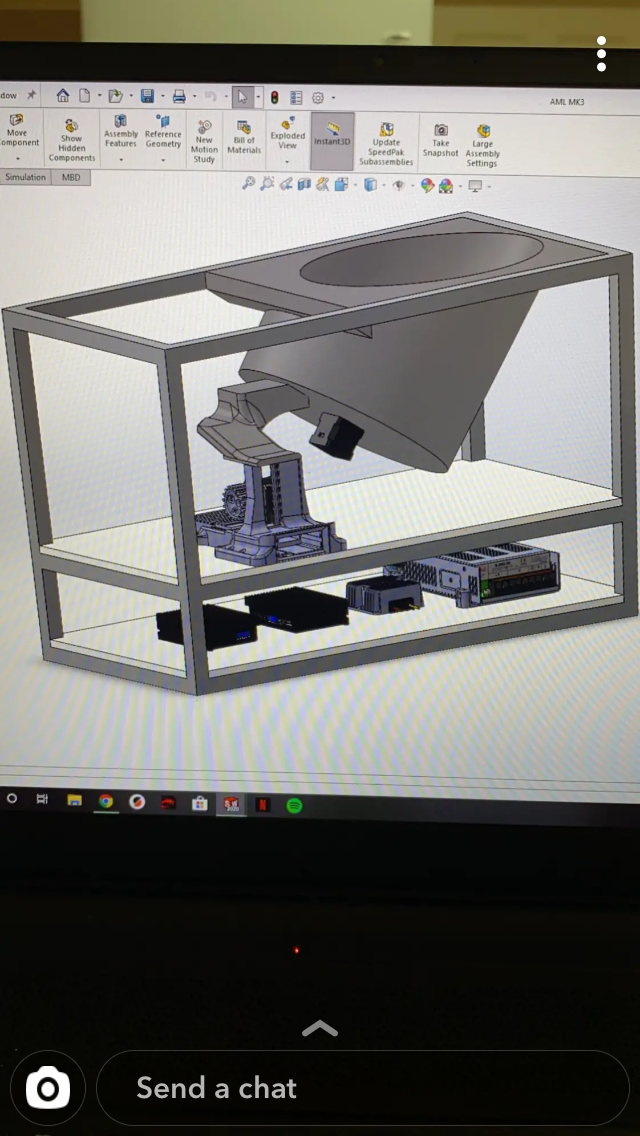 dow
AML MK3
Move
Component
Show
Hidden
Components
Assembly
Features
Reference
Geometry
New
Motion
Study
Bill of
Materials
Exploded
View
Instant3D
Update
SpeedPak
Subassemblies
Take
Snapshot
Large
Assembly
Settings
Simulation
MBD
Send a chat